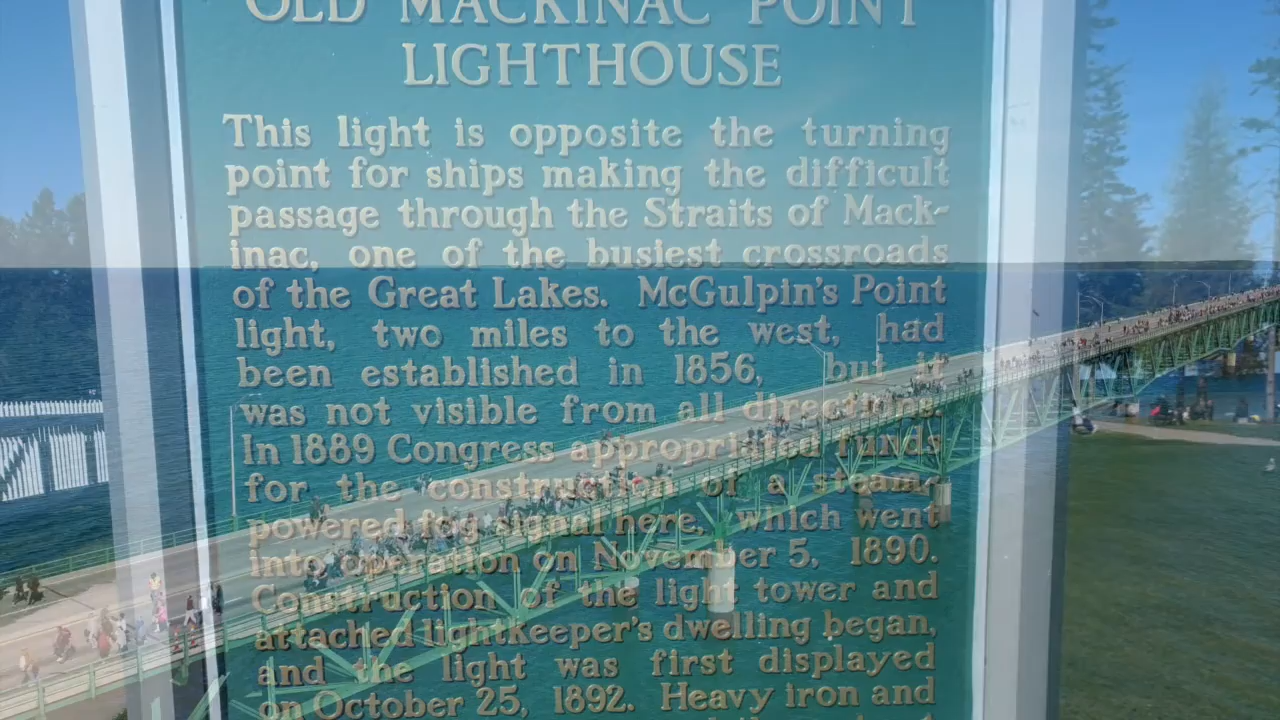 OLD MACKINAC POINT
LIGHTHOUSE
This light is opposite the turning
point for ships making the difficult
passage through the Straits of Mack-
inac, one of the busiest crossroads
of the Great Lakes. McGulpin's Point
light, two miles to the west, had
been established in 1856, but it
was not visible from all directions.
In 1889 Congress appropriated funds
for the construction of a steam-
powered fog signal here, which went
into operation on November 5, 1890.
Construction of the light tower and
attached lightkeeper's dwelling began,
and the light was first displayed
on October 25, 1892. Heavy iron and